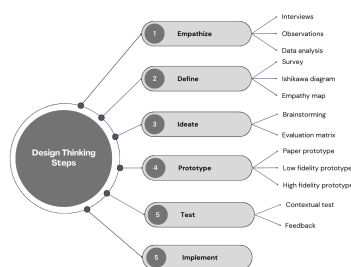 Design Thinking
Steps
1 Empathize
Interviews
Observations
Data analysis
2 Define
Survey
Ishikawa diagram
Empathy map
3 Ideate
Brainstorming
Evaluation matrix
4 Prototype
Paper prototype
Low fidelity prototype
High fidelity prototype
5 Test
Contextual test
Feedback
5 Implement